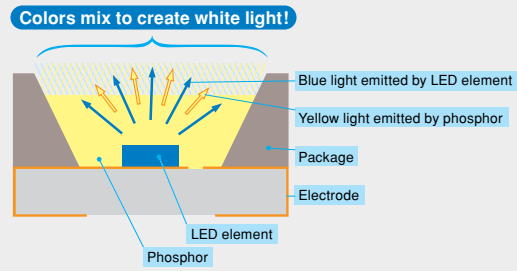 Colors mix to create white light!
Blue light emitted by LED element
Yellow light emitted by phosphor
Package
Electrode
LED element
Phosphor